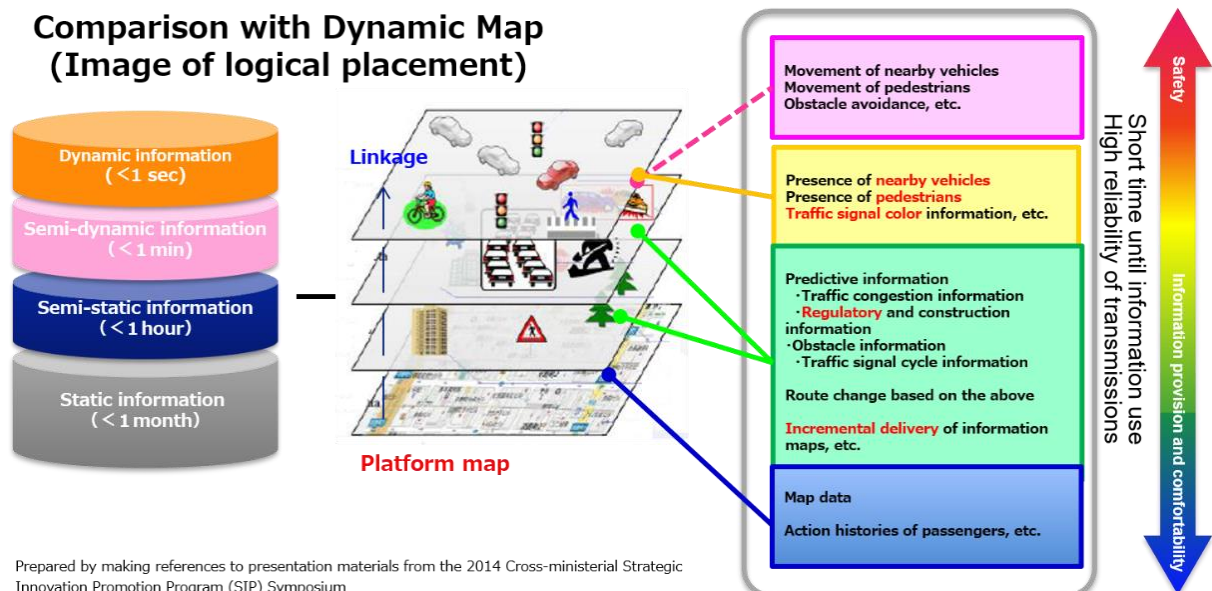 Comparison with Dynamic Map
(Image of logical placement)
Dynamic information
(<1 sec)
Semi-dynamic information
(<1 min)
Semi-static information
(<1 hour)
Static information
(<1 month)
Linkage
Platform map
Movement of nearby vehicles
Movement of pedestrians
Obstacle avoidance, etc.
Presence of nearby vehicles
Presence of pedestrians
Traffic signal color information, etc.
Predictive information
・Traffic congestion information
・Regulatory and construction
information
・Obstacle information
・Traffic signal cycle information
Route change based on the above
Incremental delivery of information
maps, etc.
Map data
Action histories of passengers, etc.
Short time until information use
High reliability of transmissions
Safety
Information provision and comfortability
Prepared by making references to presentation materials from the 2014 Cross-ministerial Strategic
Innovation Promotion Program (SIP) Symposium